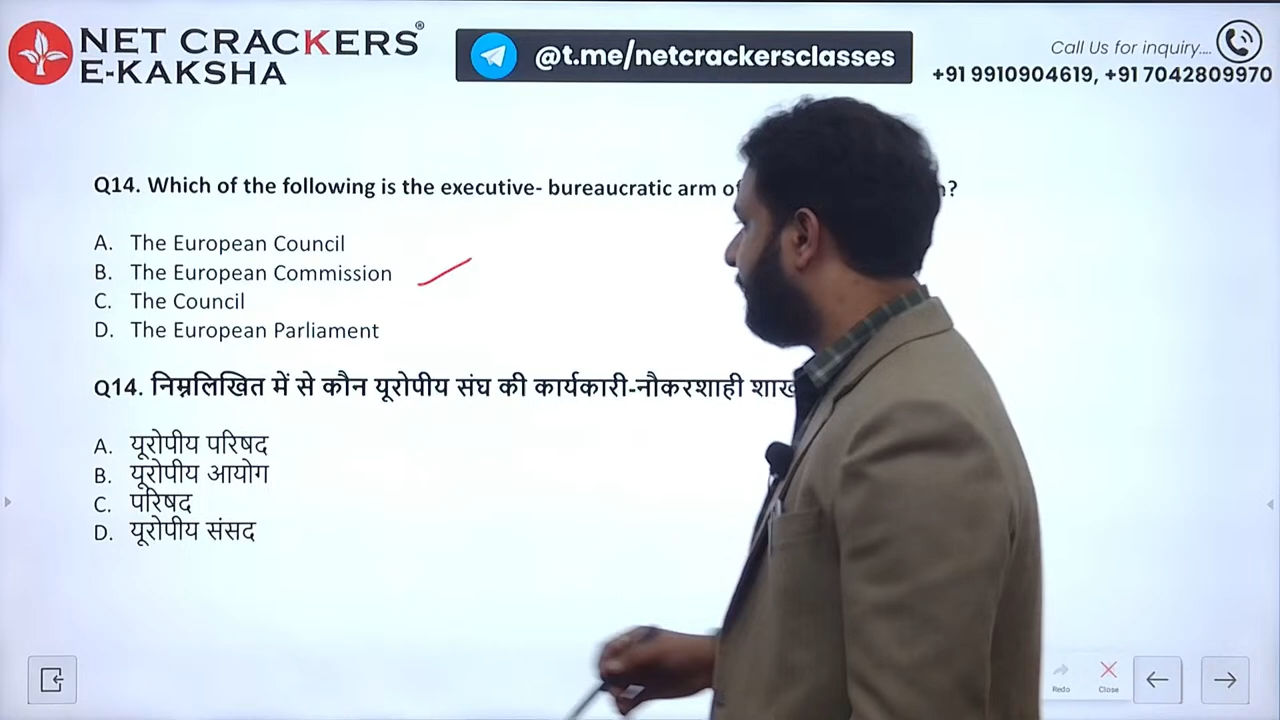 NET CRACKERS®
E-KAKSHA
@t.me/netcrackersclasses
Call Us for inquiry....
+91 9910904619, +91 7042809970
Q14. Which of the following is the executive- bureaucratic arm ?
A. The European Council
B. The European Commission
C. The Council
D. The European Parliament
Q14. निम्नलिखित में से कौन यूरोपीय संघ की कार्यकारी-नौकरशाही
A. यूरोपीय परिषद
B. यूरोपीय आयोग
C. परिषद
D. यूरोपीय संसद
Redo
Close